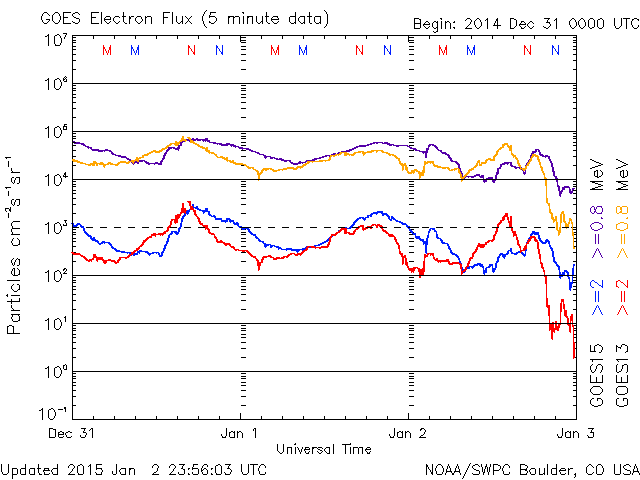 GOES Electron Flux (5 minute data)
Begin: 2014 Dec 31 0000 UTC
M M N N M M N N M M N N
10⁷
10⁶
10⁵
10⁴
10³
10²
10¹
10⁰
10⁻¹
Particles cm⁻²s⁻¹sr⁻¹
Dec 31 Jan 1 Jan 2 Jan 3
Universal Time
GOES15 >=2 >=0.8 MeV
GOES13 >=2 >=0.8 MeV
Updated 2015 Jan 2 23:56:03 UTC
NOAA/SWPC Boulder, CO USA